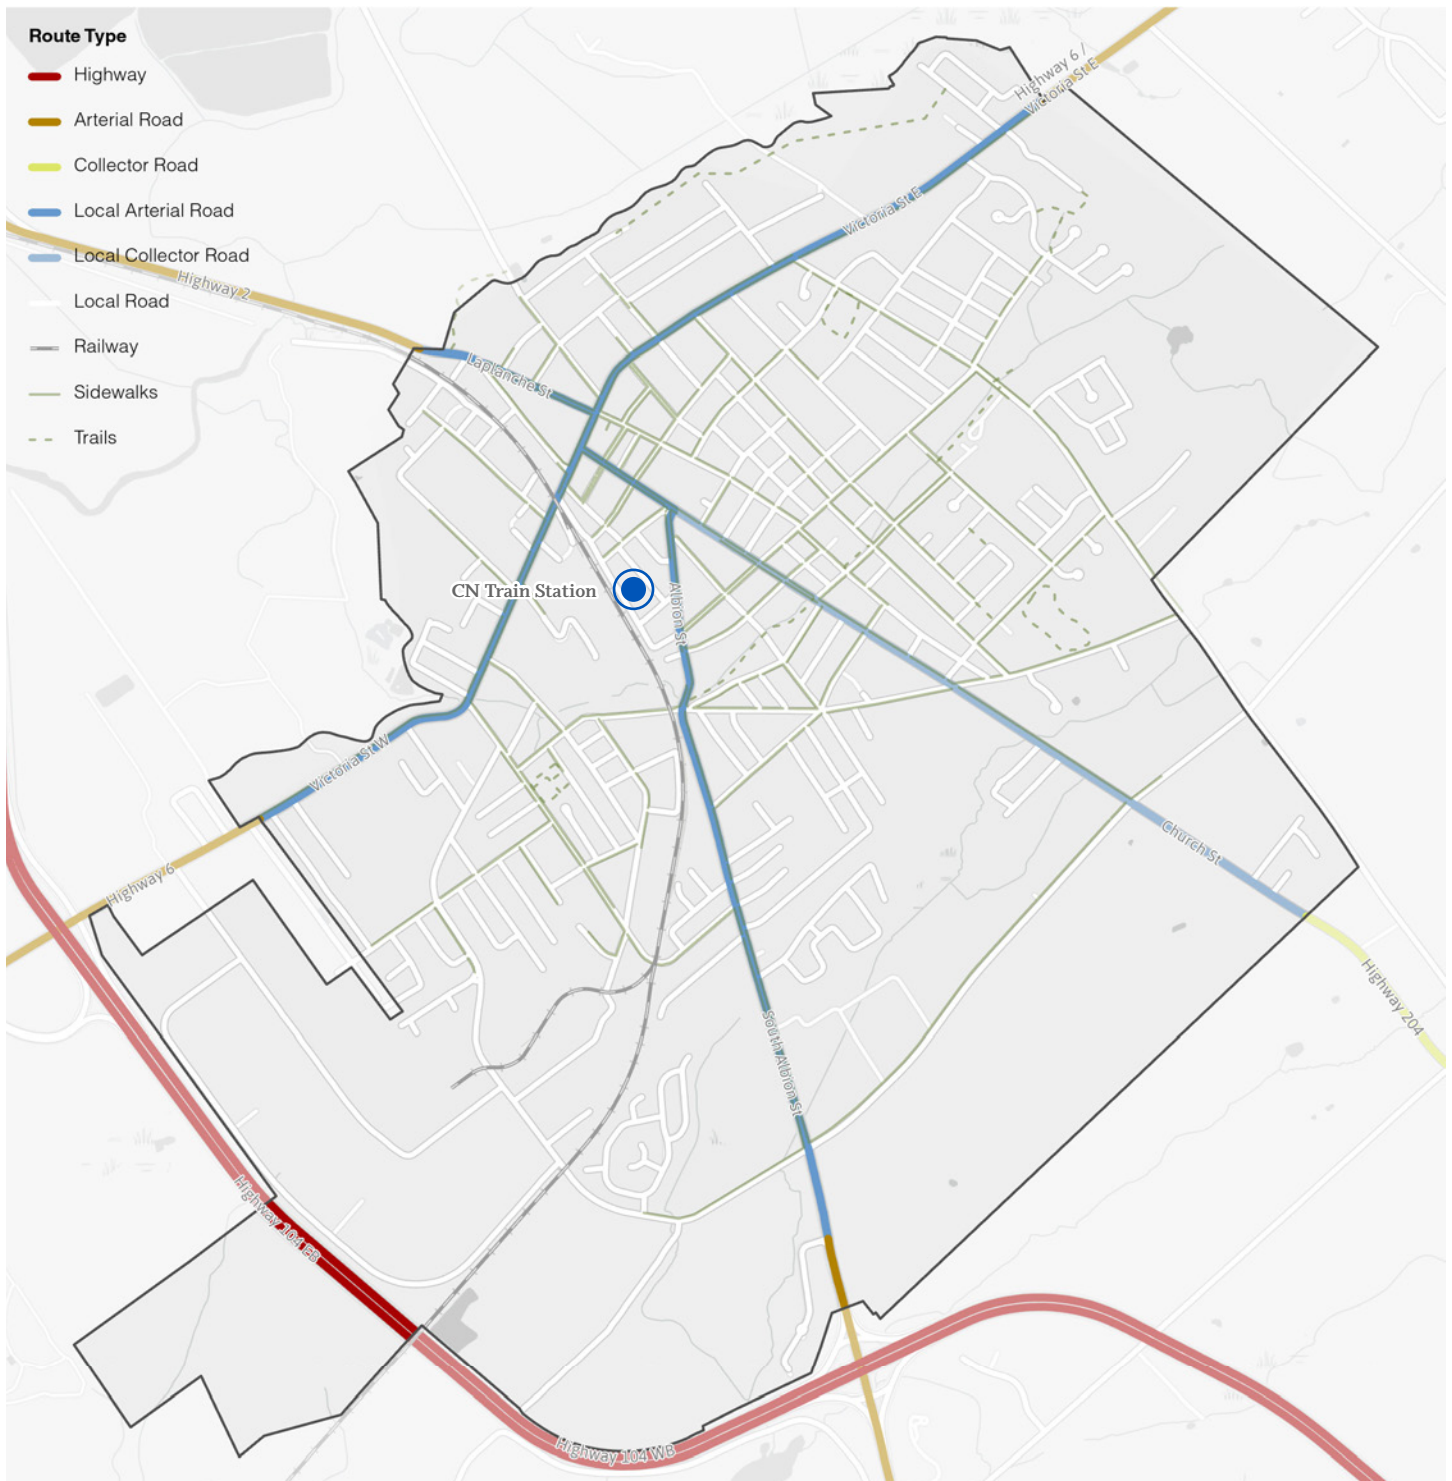 Route Type
Highway
Arterial Road
Collector Road
Local Arterial Road
Local Collector Road
Local Road
Railway
Sidewalks
Trails
Highway 6 /
Victoria St E
Victoria St E
Highway 2
Laplanche St
CN Train Station
Albion St
Victoria St W
Highway 6
Church St
Highway 204
South Albion St
Highway 104 EB
Highway 104 WB